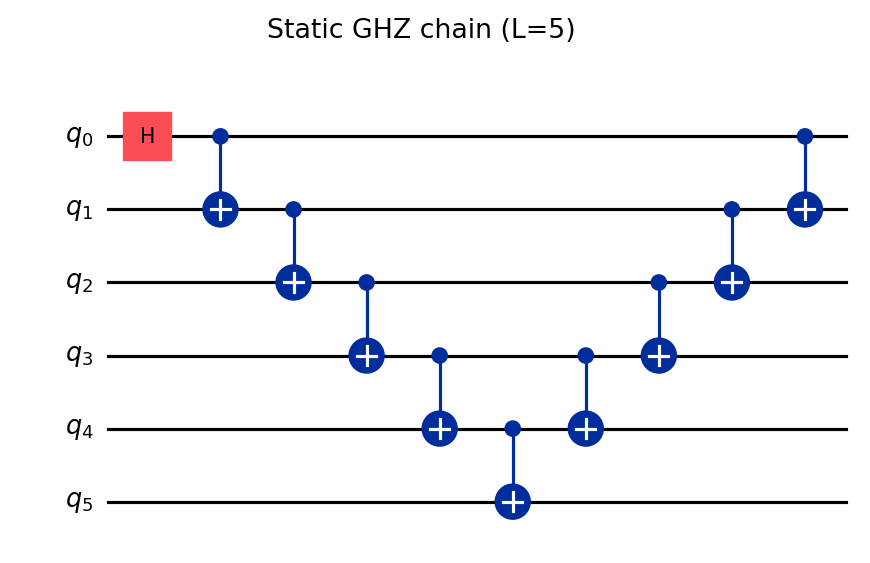 Static GHZ chain (L=5)
q₀ H
q₁
q₂
q₃
q₄
q₅